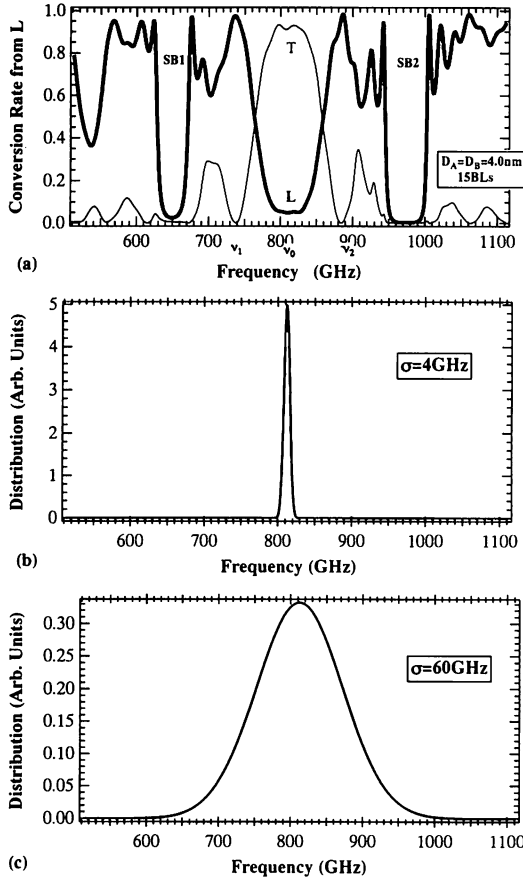 Conversion Rate from L
1.0
0.8
0.6
0.4
0.2
0.0
SB1
T
L
SB2
D_A=D_B=4.0nm
15BLs
600
700
800
900
1000
1100
ν₁
ν₀
ν₂
Frequency (GHz)
(a)
Distribution (Arb. Units)
5
4
3
2
1
0
σ=4GHz
600
700
800
900
1000
1100
Frequency (GHz)
(b)
Distribution (Arb. Units)
0.30
0.25
0.20
0.15
0.10
0.05
0.00
σ=60GHz
600
700
800
900
1000
1100
Frequency (GHz)
(c)